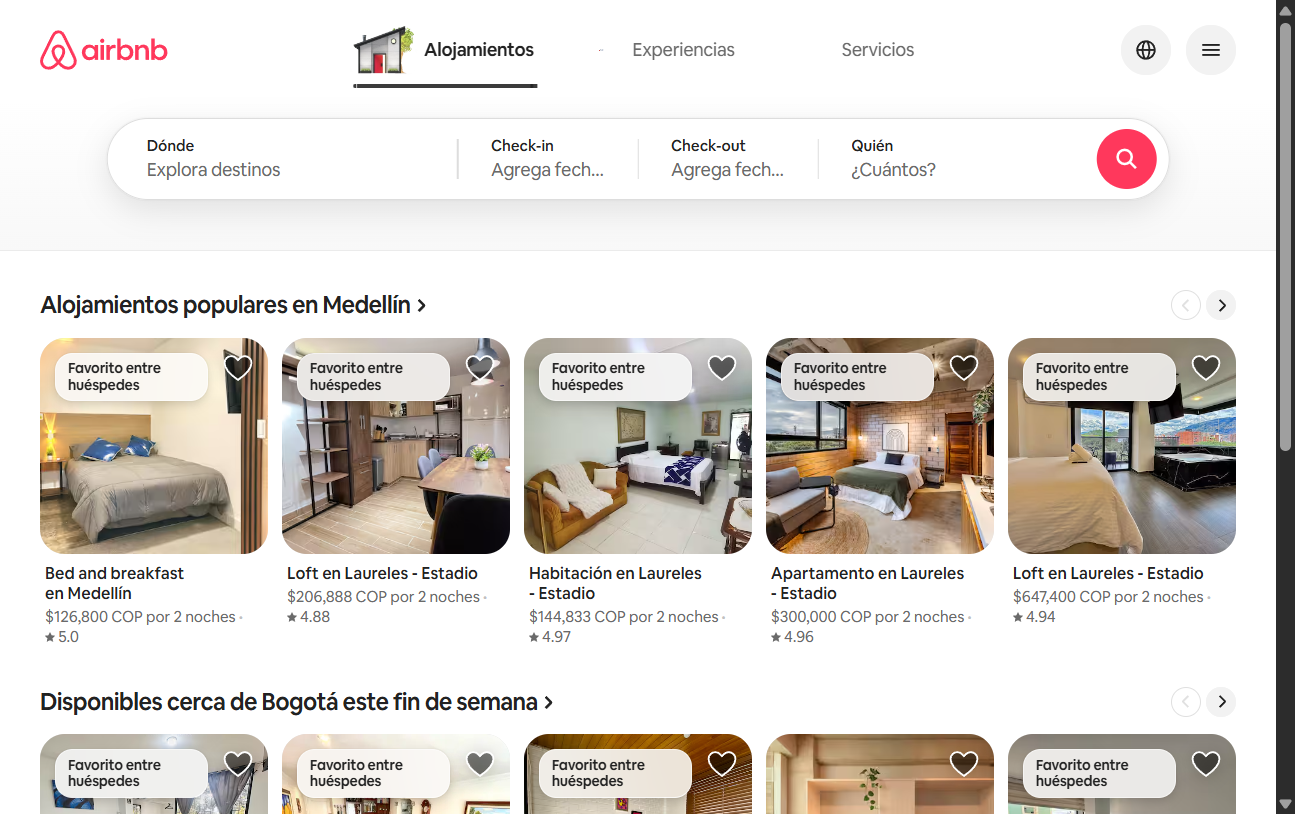 airbnb
Alojamientos
Experiencias
Servicios
Dónde
Explora destinos
Check-in
Agrega fech...
Check-out
Agrega fech...
Quién
¿Cuántos?
Alojamientos populares en Medellín
Favorito entre
huéspedes
Bed and breakfast
en Medellín
$126,800 COP por 2 noches ·
★ 5.0
Favorito entre
huéspedes
Loft en Laureles - Estadio
$206,888 COP por 2 noches ·
★ 4.88
Favorito entre
huéspedes
Habitación en Laureles
- Estadio
$144,833 COP por 2 noches ·
★ 4.97
Favorito entre
huéspedes
Apartamento en Laureles
- Estadio
$300,000 COP por 2 noches ·
★ 4.96
Favorito entre
huéspedes
Loft en Laureles - Estadio
$647,400 COP por 2 noches ·
★ 4.94
Disponibles cerca de Bogotá este fin de semana
Favorito entre
huéspedes
Favorito entre
huéspedes
Favorito entre
huéspedes
Favorito entre
huéspedes